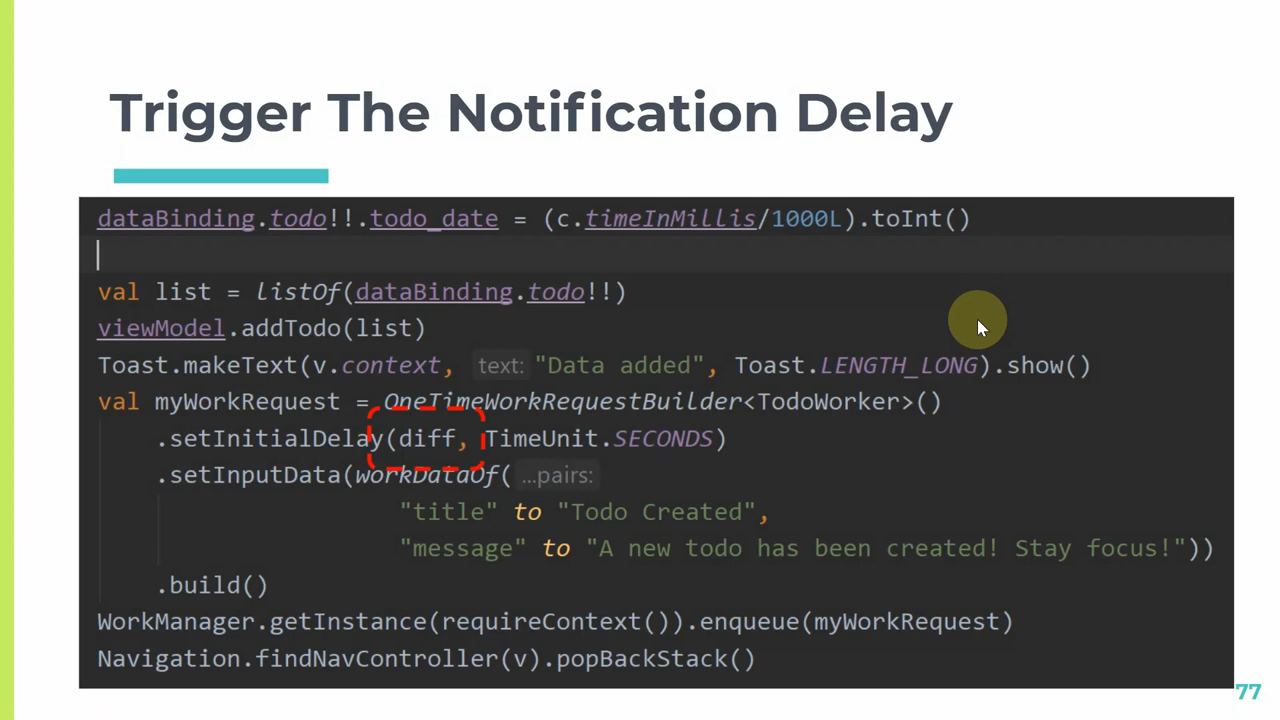 Trigger The Notification Delay
dataBinding.todo!!.todo_date = (c.timeInMillis/1000L).toInt()
val list = listOf(dataBinding.todo!!)
viewModel.addTodo(list)
Toast.makeText(v.context, text: "Data added", Toast.LENGTH_LONG).show()
val myWorkRequest = OneTimeWorkRequestBuilder<TodoWorker>()
.setInitialDelay(diff, TimeUnit.SECONDS)
.setInputData(workDataOf( ...pairs:
"title" to "Todo Created",
"message" to "A new todo has been created! Stay focus!"))
.build()
WorkManager.getInstance(requireContext()).enqueue(myWorkRequest)
Navigation.findNavController(v).popBackStack()
77